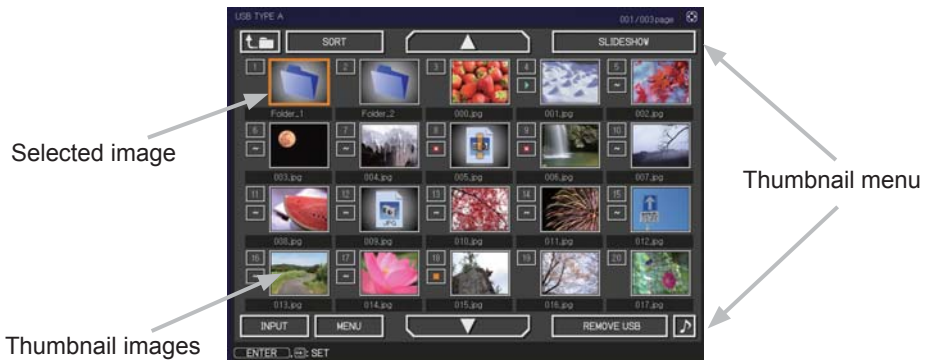 USB TYPE A 001/003page
SORT SLIDESHOW
1 2 3 4 5
Folder_1 Folder_2 000.jpg 001.jpg 002.jpg
6 7 8 9 10
003.jpg 004.jpg 005.jpg 006.jpg 007.jpg
11 12 13 14 15
JPG
008.jpg 009.jpg 010.jpg 011.jpg 012.jpg
16 17 18 19 20
013.jpg 014.jpg 015.jpg 016.jpg 017.jpg
INPUT MENU REMOVE USB
ENTER , : SET
Selected image
Thumbnail menu
Thumbnail images